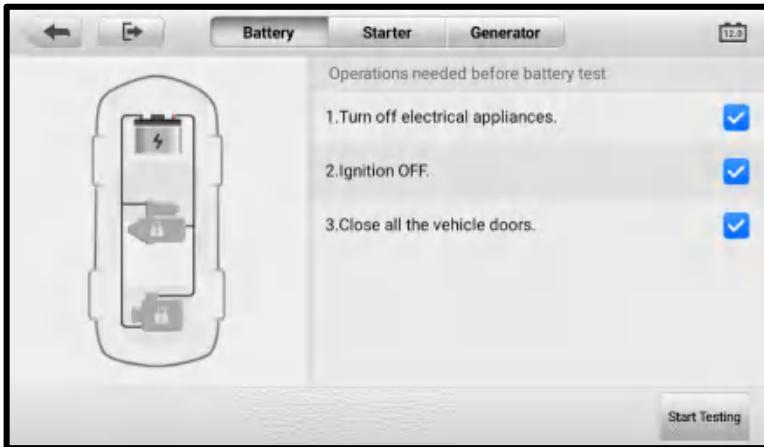 Battery
Starter
Generator
12.0
Operations needed before battery test
1.Turn off electrical appliances.
2.Ignition OFF.
3.Close all the vehicle doors.
Start Testing